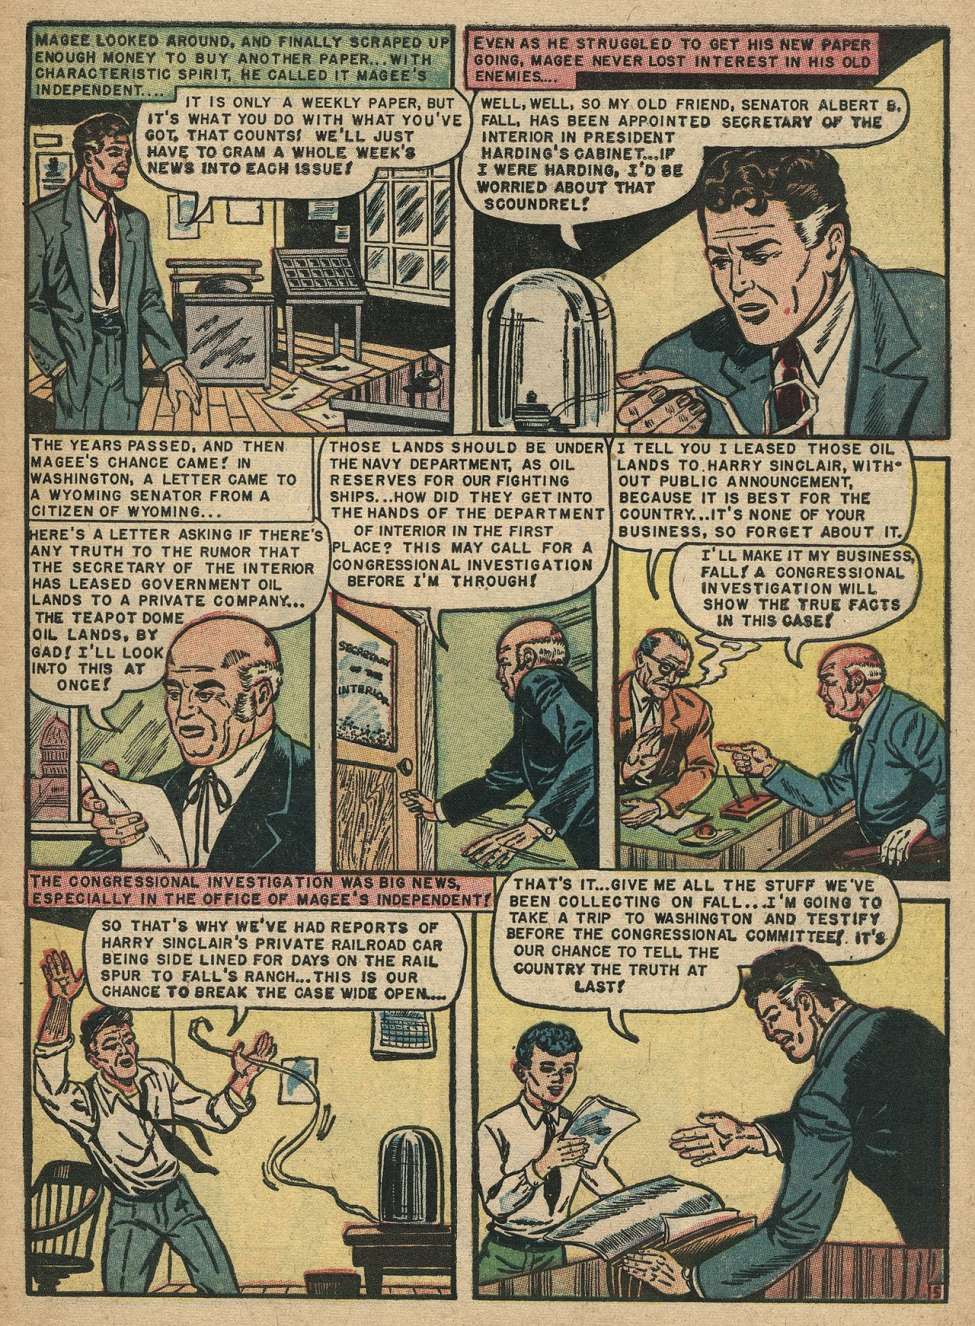 MAGEE LOOKED AROUND, AND FINALLY SCRAPED UP
ENOUGH MONEY TO BUY ANOTHER PAPER...WITH
CHARACTERISTIC SPIRIT, HE CALLED IT MAGEE'S
INDEPENDENT....
IT IS ONLY A WEEKLY PAPER, BUT
IT'S WHAT YOU DO WITH WHAT YOU'VE
GOT, THAT COUNTS! WE'LL JUST
HAVE TO CRAM A WHOLE WEEK'S
NEWS INTO EACH ISSUE!
EVEN AS HE STRUGGLED TO GET HIS NEW PAPER
GOING, MAGEE NEVER LOST INTEREST IN HIS OLD
ENEMIES....
WELL, WELL, SO MY OLD FRIEND, SENATOR ALBERT B.
FALL, HAS BEEN APPOINTED SECRETARY OF THE
INTERIOR IN PRESIDENT
HARDING'S CABINET...IF
I WERE HARDING, I'D BE
WORRIED ABOUT THAT
SCOUNDREL!
THE YEARS PASSED, AND THEN
MAGEE'S CHANCE CAME! IN
WASHINGTON, A LETTER CAME TO
A WYOMING SENATOR FROM A
CITIZEN OF WYOMING...
HERE'S A LETTER ASKING IF THERE'S
ANY TRUTH TO THE RUMOR THAT
THE SECRETARY OF THE INTERIOR
HAS LEASED GOVERNMENT OIL
LANDS TO A PRIVATE COMPANY...
THE TEAPOT DOME
OIL LANDS, BY
GAD! I'LL LOOK
INTO THIS AT
ONCE!
THOSE LANDS SHOULD BE UNDER
THE NAVY DEPARTMENT, AS OIL
RESERVES FOR OUR FIGHTING
SHIPS...HOW DID THEY GET INTO
THE HANDS OF THE DEPARTMENT
OF INTERIOR IN THE FIRST
PLACE? THIS MAY CALL FOR A
CONGRESSIONAL INVESTIGATION
BEFORE I'M THROUGH!
SECRETARY
OF THE
INTERIOR
I TELL YOU I LEASED THOSE OIL
LANDS TO HARRY SINCLAIR, WITH-
OUT PUBLIC ANNOUNCEMENT,
BECAUSE IT IS BEST FOR THE
COUNTRY...IT'S NONE OF YOUR
BUSINESS, SO FORGET ABOUT IT.
I'LL MAKE IT MY BUSINESS,
FALL! A CONGRESSIONAL
INVESTIGATION WILL
SHOW THE TRUE FACTS
IN THIS CASE!
THE CONGRESSIONAL INVESTIGATION WAS BIG NEWS,
ESPECIALLY IN THE OFFICE OF MAGEE'S INDEPENDENT!
SO THAT'S WHY WE'VE HAD REPORTS OF
HARRY SINCLAIR'S PRIVATE RAILROAD CAR
BEING SIDE LINED FOR DAYS ON THE RAIL
SPUR TO FALL'S RANCH...THIS IS OUR
CHANCE TO BREAK THE CASE WIDE OPEN....
THAT'S IT...GIVE ME ALL THE STUFF WE'VE
BEEN COLLECTING ON FALL...I'M GOING TO
TAKE A TRIP TO WASHINGTON AND TESTIFY
BEFORE THE CONGRESSIONAL COMMITTEE! IT'S
OUR CHANCE TO TELL THE
COUNTRY THE TRUTH AT
LAST!
15